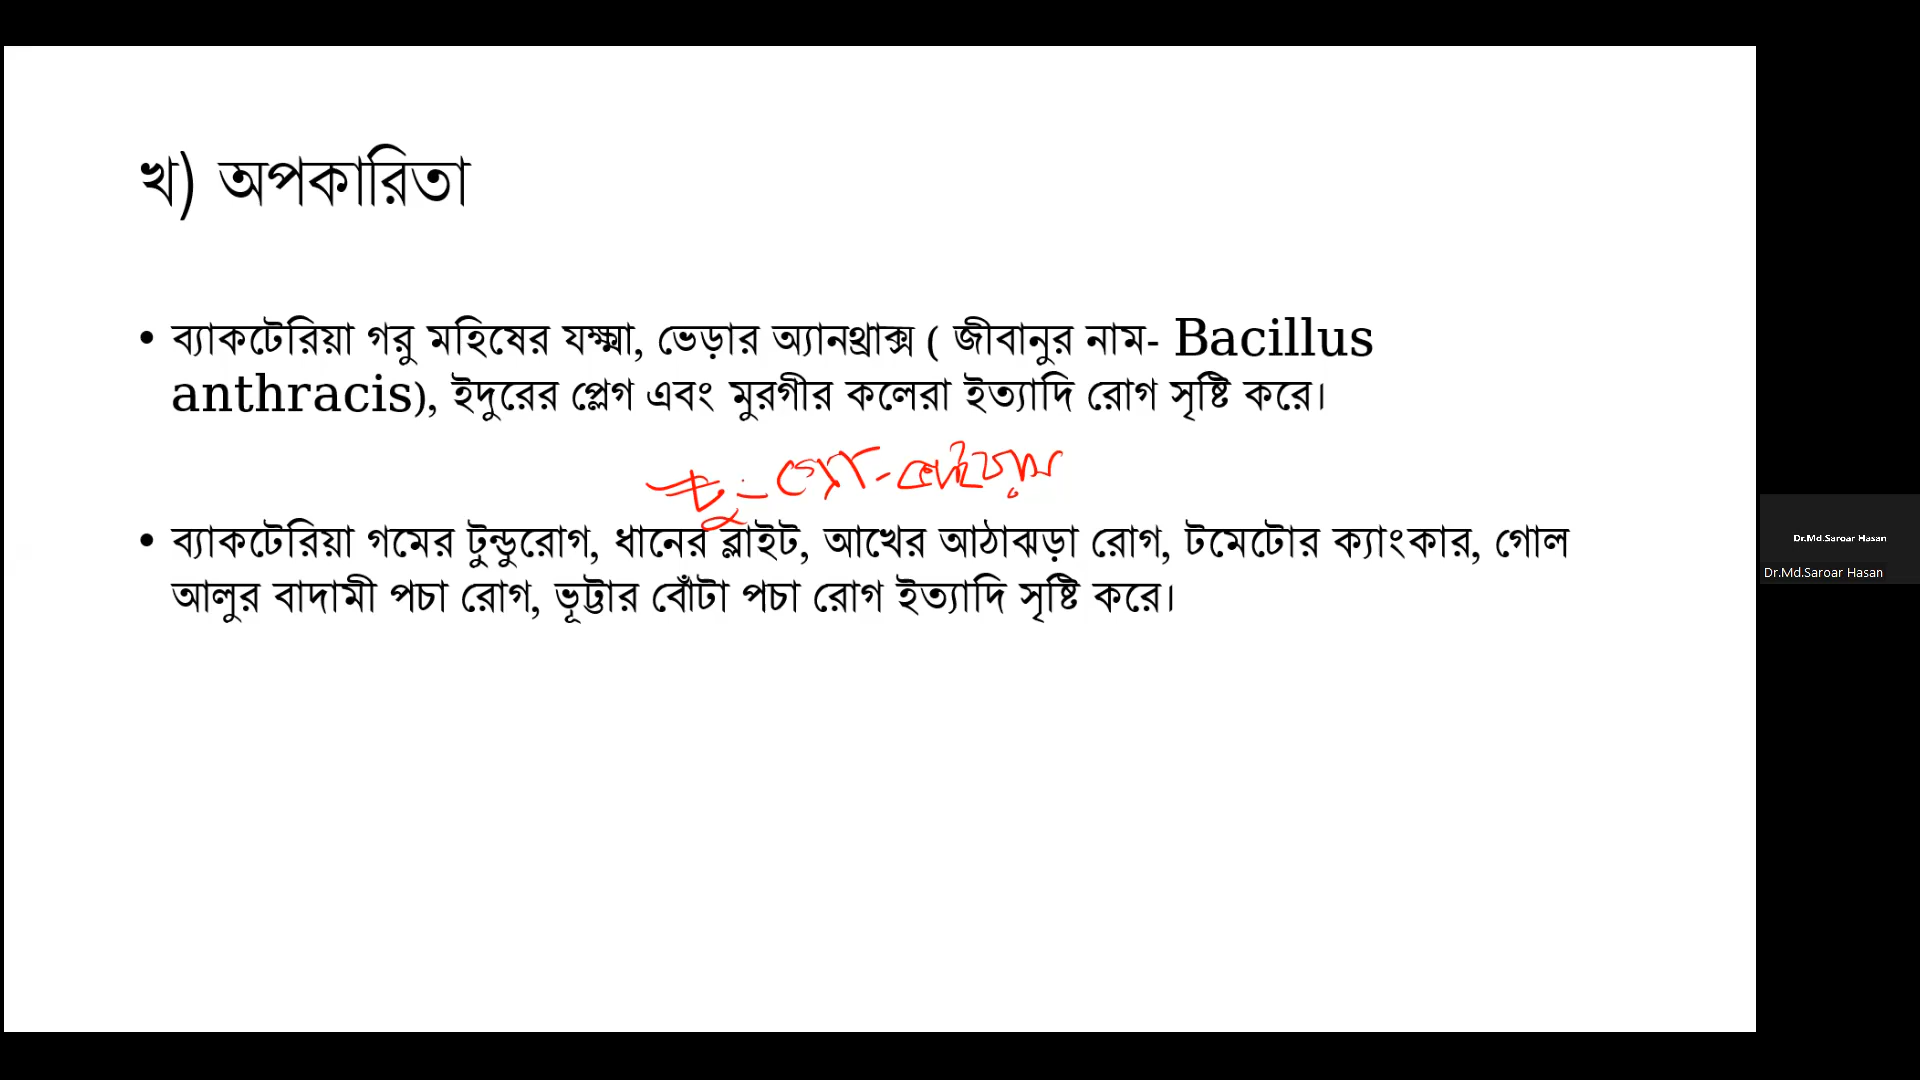 খ) অপকারিতা
• ব্যাকটেরিয়া গরু মহিষের যক্ষ্মা, ভেড়ার অ্যানথ্রাক্স ( জীবানুর নাম- Bacillus
anthracis), ইদুরের প্লেগ এবং মুরগীর কলেরা ইত্যাদি রোগ সৃষ্টি করে।
• ব্যাকটেরিয়া গমের টুন্ডুরোগ, ধানের ব্লাইট, আখের আঠাঝড়া রোগ, টমেটোর ক্যাংকার, গোল
আলুর বাদামী পচা রোগ, ভূট্টার বোঁটা পচা রোগ ইত্যাদি সৃষ্টি করে।
Dr.Md.Saroar Hasan
Dr.Md.Saroar Hasan